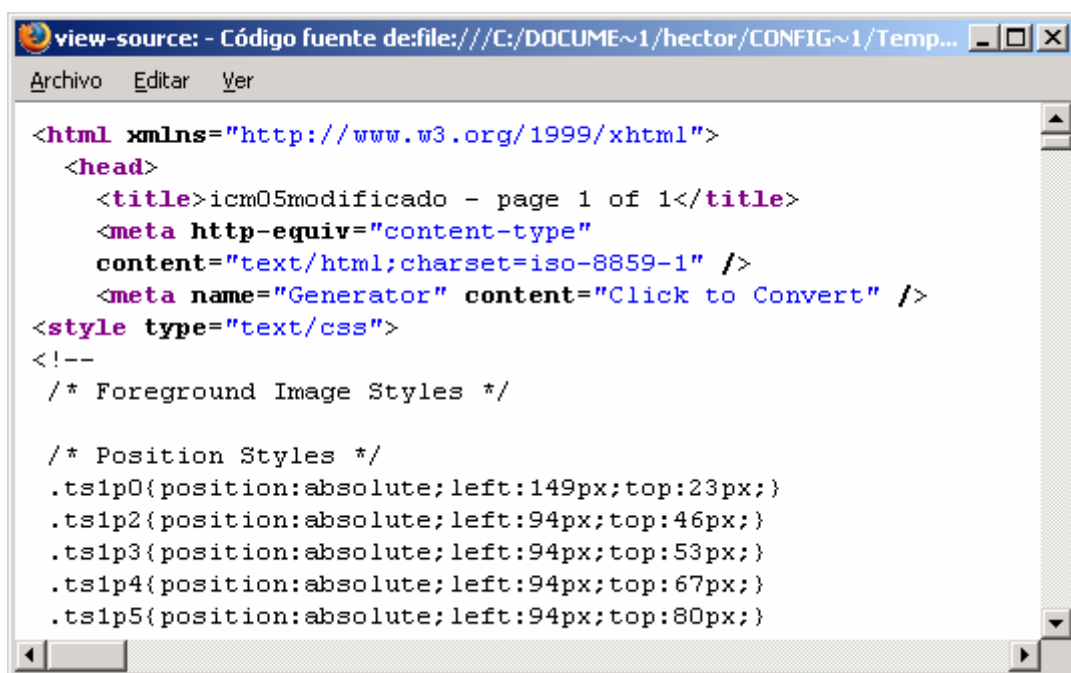 view-source: - Código fuente de:file:///C:/DOCUME~1/hector/CONFIG~1/Temp...
Archivo Editar Ver
<html xmlns="http://www.w3.org/1999/xhtml">
<head>
<title>icm05modificado - page 1 of 1</title>
<meta http-equiv="content-type"
content="text/html;charset=iso-8859-1" />
<meta name="Generator" content="Click to Convert" />
<style type="text/css">
<!--
/* Foreground Image Styles */
/* Position Styles */
.ts1p0{position:absolute;left:149px;top:23px;}
.ts1p2{position:absolute;left:94px;top:46px;}
.ts1p3{position:absolute;left:94px;top:53px;}
.ts1p4{position:absolute;left:94px;top:67px;}
.ts1p5{position:absolute;left:94px;top:80px;}